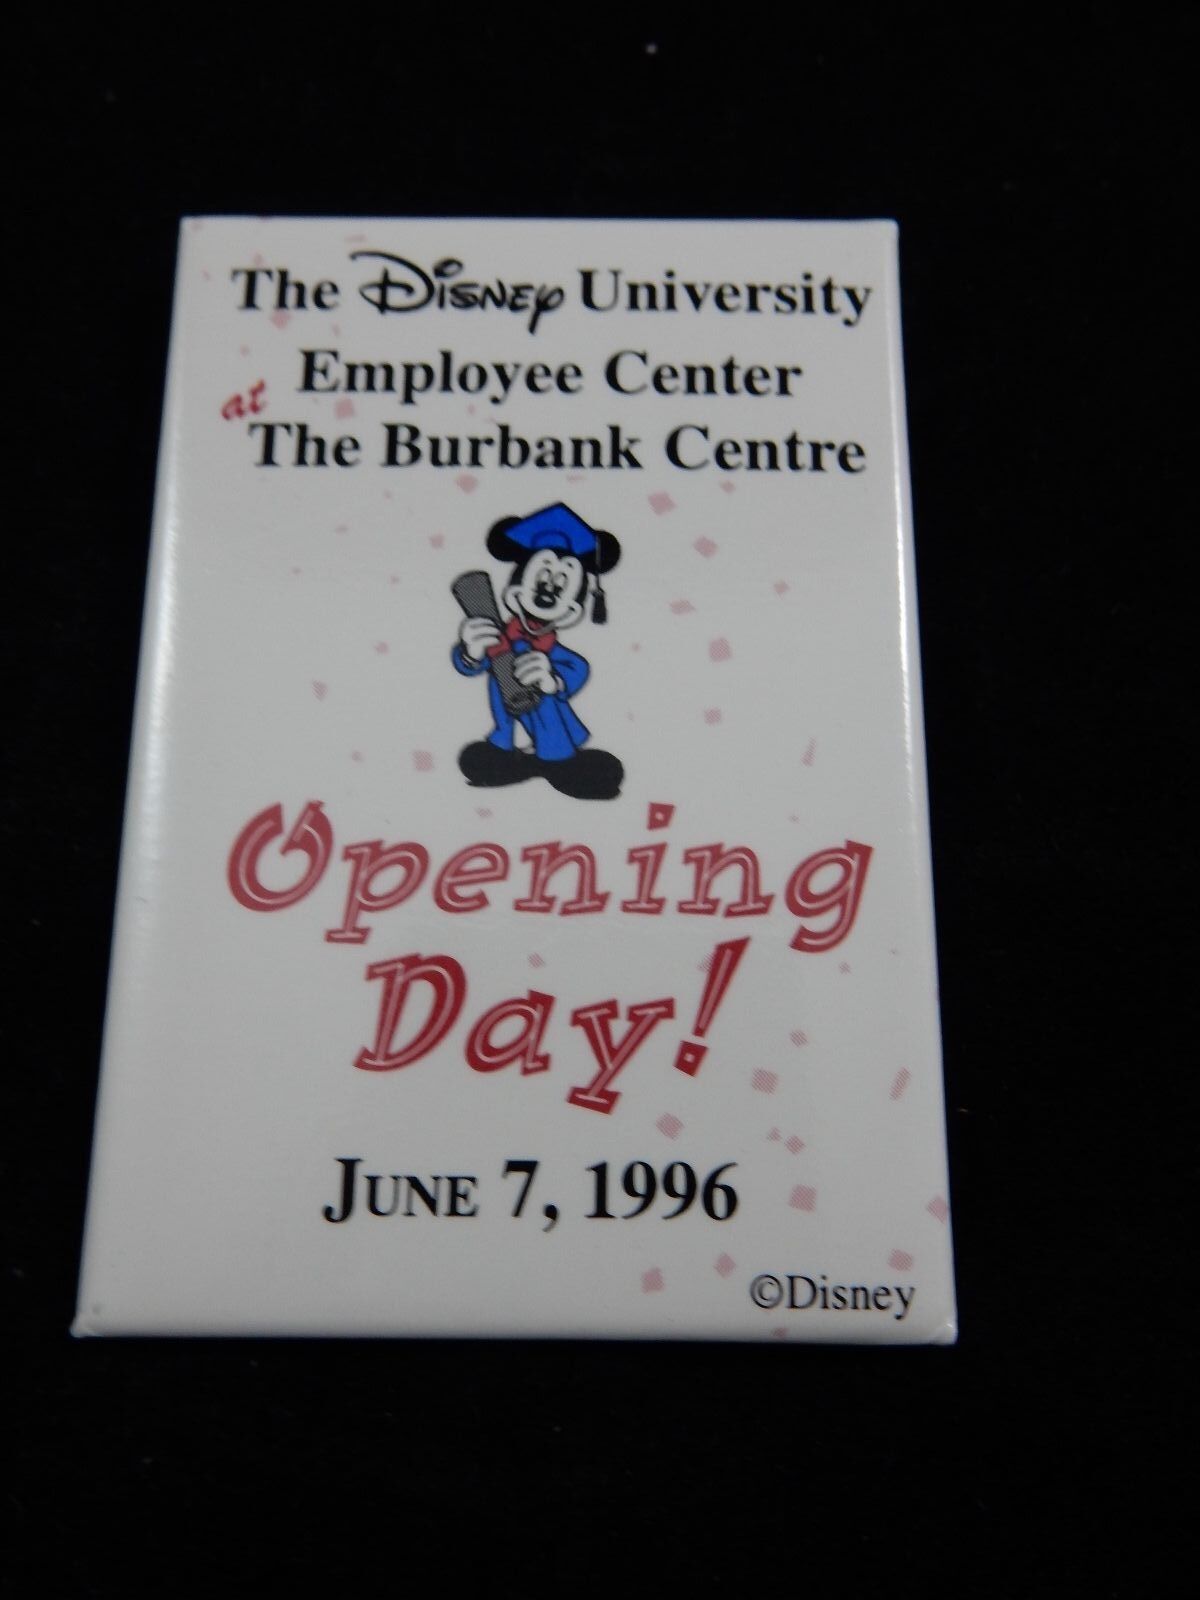 The Disney University
Employee Center
at
The Burbank Centre
Opening
Day!
JUNE 7, 1996
©Disney